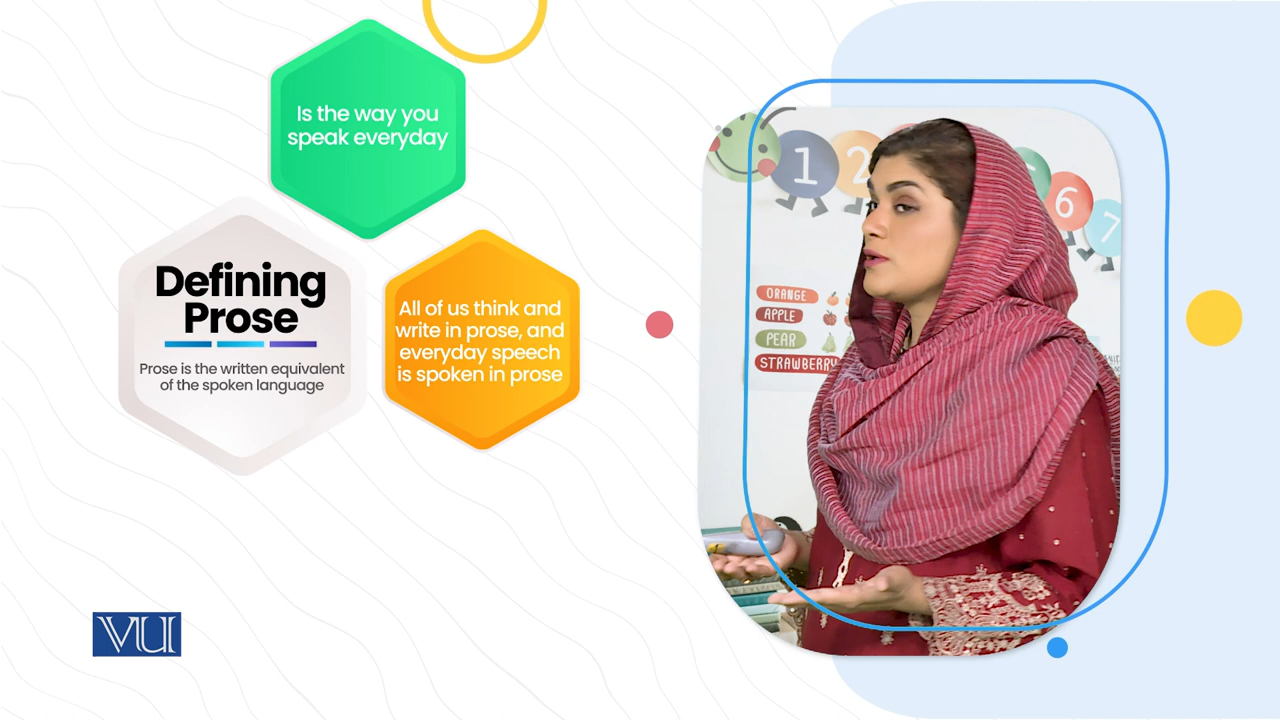 Is the way you
speak everyday
Defining
Prose
Prose is the written equivalent
of the spoken language
All of us think and
write in prose, and
everyday speech
is spoken in prose
1
2
6
7
ORANGE
APPLE
PEAR
STRAWBERRY
VU